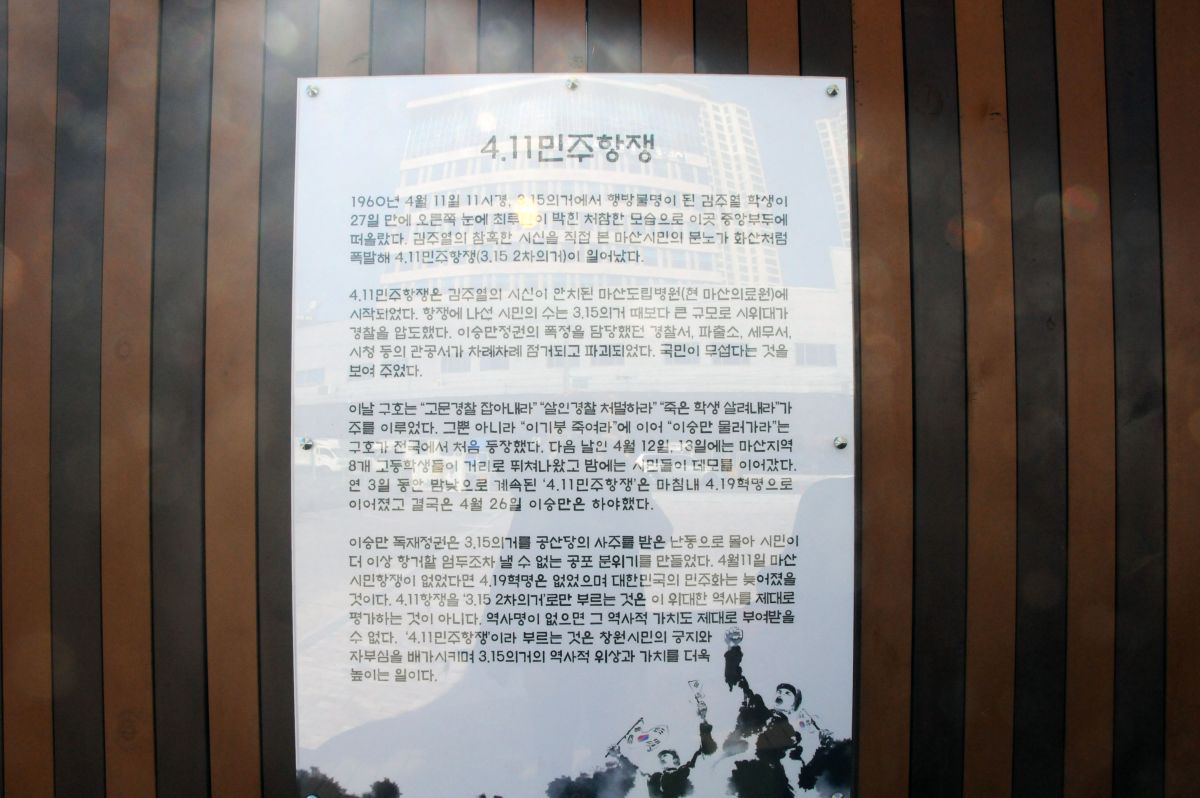 4.11민주항쟁
1960년 4월 11일 11시경, 3.15의거에서 행방불명이 된 김주열 학생이
27일 만에 오른쪽 눈에 최루탄이 박힌 처참한 모습으로 이곳 중앙부두에
떠올랐다. 김주열의 참혹한 시신을 직접 본 마산시민의 분노가 화산처럼
폭발해 4.11민주항쟁(3.15 2차의거)이 일어났다.
4.11민주항쟁은 김주열의 시신이 안치된 마산도립병원(현 마산의료원)에
시작되었다. 항쟁에 나선 시민의 수는 3.15의거 때보다 큰 규모로 시위대가
경찰을 압도했다. 이승만정권의 폭정을 담당했던 경찰서, 파출소, 세무서,
시청 등의 관공서가 차례차례 점거되고 파괴되었다. 국민이 무섭다는 것을
보여 주었다.
이날 구호는 “고문경찰 잡아내라” “살인경찰 처멸하라” “죽은 학생 살려내라”가
주를 이루었다. 그뿐 아니라 “이기붕 죽여라”에 이어 “이승만 물러가라”는
구호가 전국에서 처음 등장했다. 다음 날인 4월 12일, 13일에는 마산지역
8개 고등학생들이 거리로 뛰쳐나왔고 밤에는 시민들이 데모를 이어갔다.
연 3일 동안 밤낮으로 계속된 ‘4.11민주항쟁’은 마침내 4.19혁명으로
이어졌고 결국은 4월 26일 이승만은 하야했다.
이승만 독재정권은 3.15의거를 공산당의 사주를 받은 난동으로 몰아 시민이
더 이상 항거할 엄두조차 낼 수 없는 공포 분위기를 만들었다. 4월11일 마산
시민항쟁이 없었다면 4.19혁명은 없었으며 대한민국의 민주화는 늦어졌을
것이다. 4.11항쟁을 ‘3.15 2차의거’로만 부르는 것은 이 위대한 역사를 제대로
평가하는 것이 아니다. 역사명이 없으면 그 역사적 가치도 제대로 부여받을
수 없다. ‘4.11민주항쟁’이라 부르는 것은 창원시민의 긍지와
자부심을 배가시키며 3.15의거의 역사적 위상과 가치를 더욱
높이는 일이다.